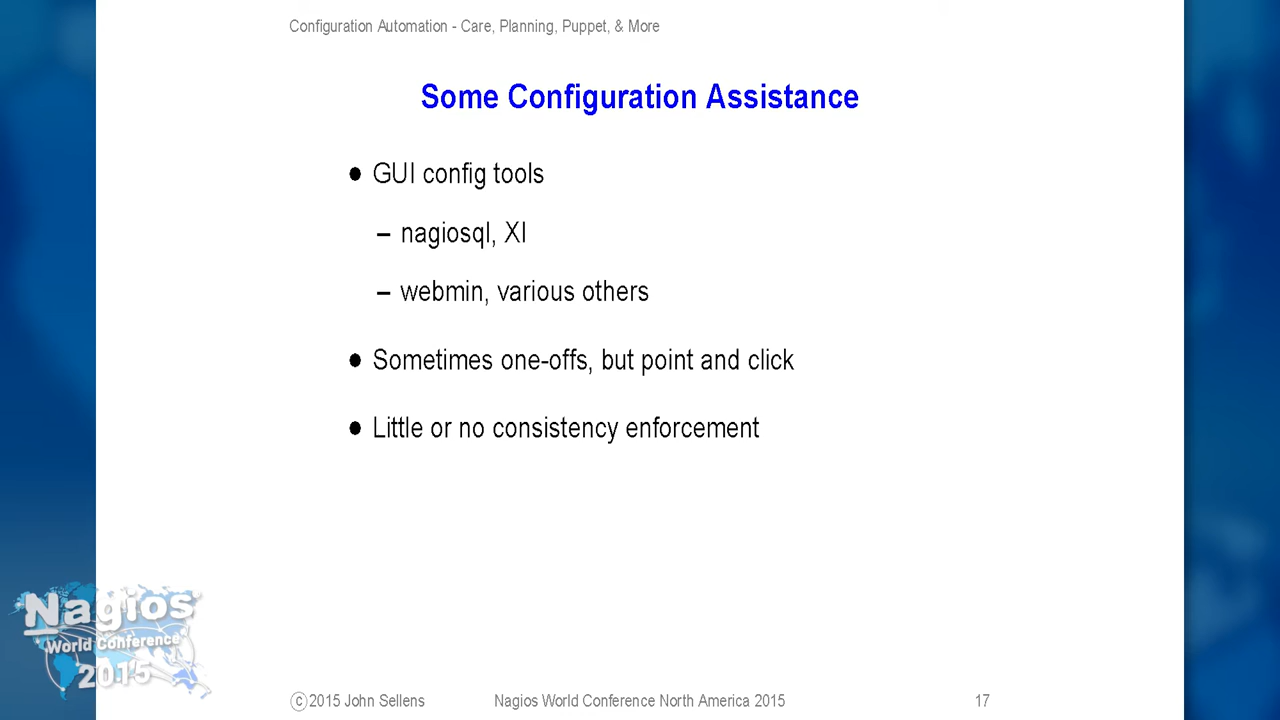 Configuration Automation - Care, Planning, Puppet, & More
Some Configuration Assistance
● GUI config tools
– nagiosql, XI
– webmin, various others
● Sometimes one-offs, but point and click
● Little or no consistency enforcement
Nagios
World Conference
2015
©2015 John Sellens Nagios World Conference North America 2015 17